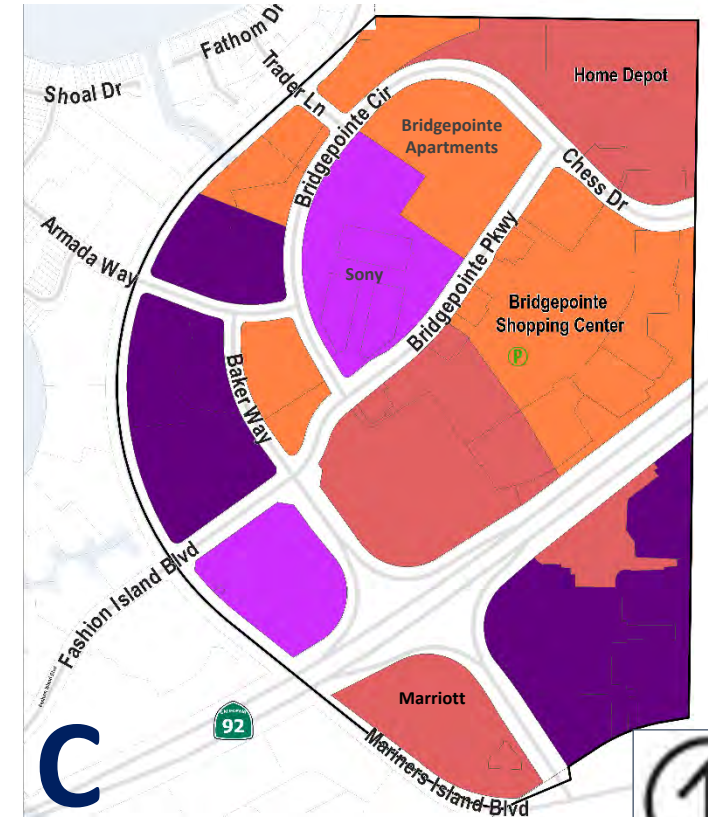 Fathom Dr
Shoal Dr
Trader Ln
Home Depot
Bridgepointe Cir
Bridgepointe
Apartments
Chess Dr
Armada Way
Sony
Bridgepointe Pkwy
Bridgepointe
Shopping Center
P
Baker Way
Fashion Island Blvd
Marriott
92
C
Mariners Island Blvd
1